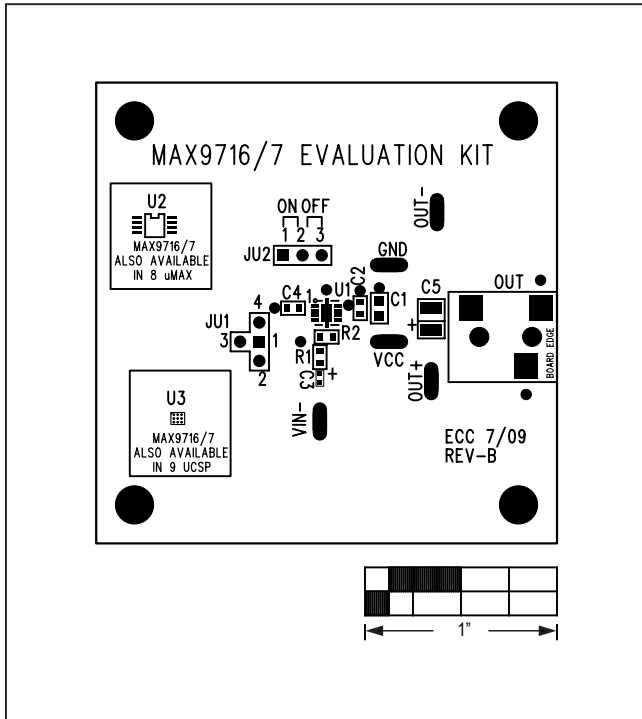 MAX9716/7 EVALUATION KIT
U2
MAX9716/7
ALSO AVAILABLE
IN 8 uMAX
ON OFF
1 2 3
JU2
OUT-
GND
C4
1
U1
C2
C1
C5
+
OUT
BOARD EDGE
JU1
4
3
1
2
R2
R1
C3
+
VCC
OUT+
VIN-
U3
MAX9716/7
ALSO AVAILABLE
IN 9 UCSP
ECC 7/09
REV-B
1"